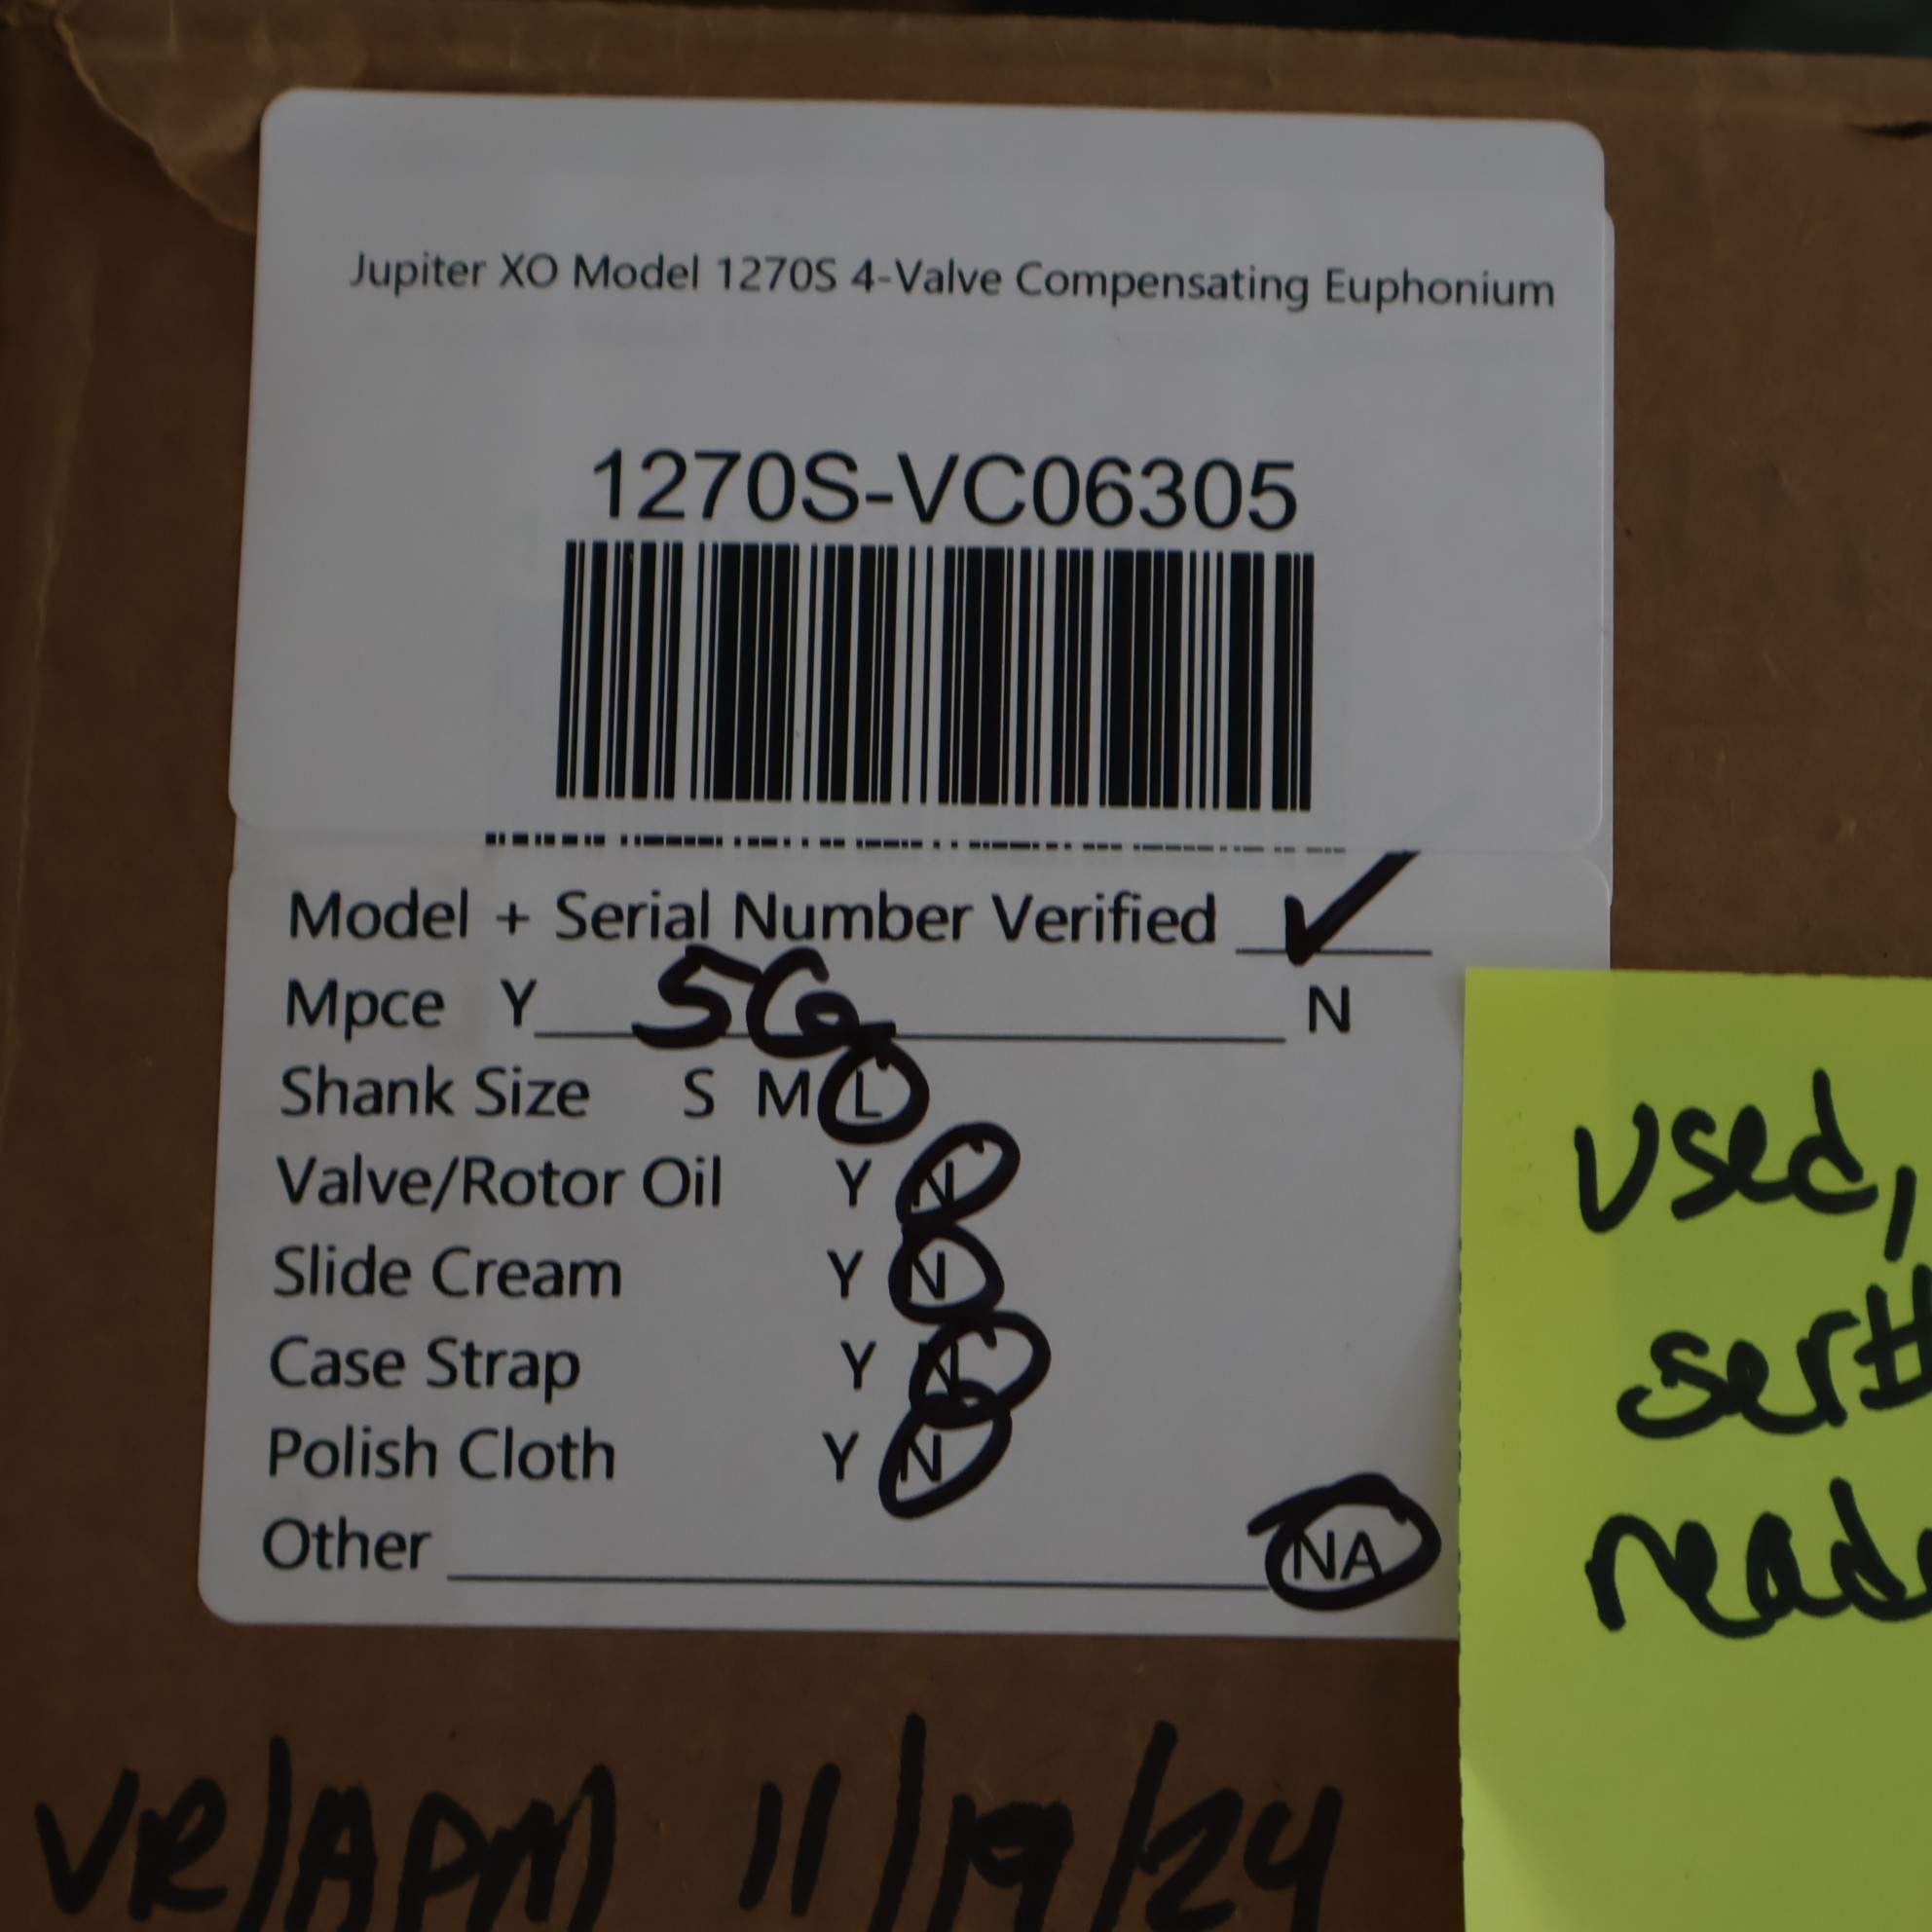 Jupiter XO Model 1270S 4-Valve Compensating Euphonium
1270S-VC06305
Model + Serial Number Verified ✓
Mpce Y 5G N
Shank Size S M L
Valve/Rotor Oil Y N
Slide Cream Y N
Case Strap Y N
Polish Cloth Y N
Other NA
used,
ser#
VR/APM 11/19/24